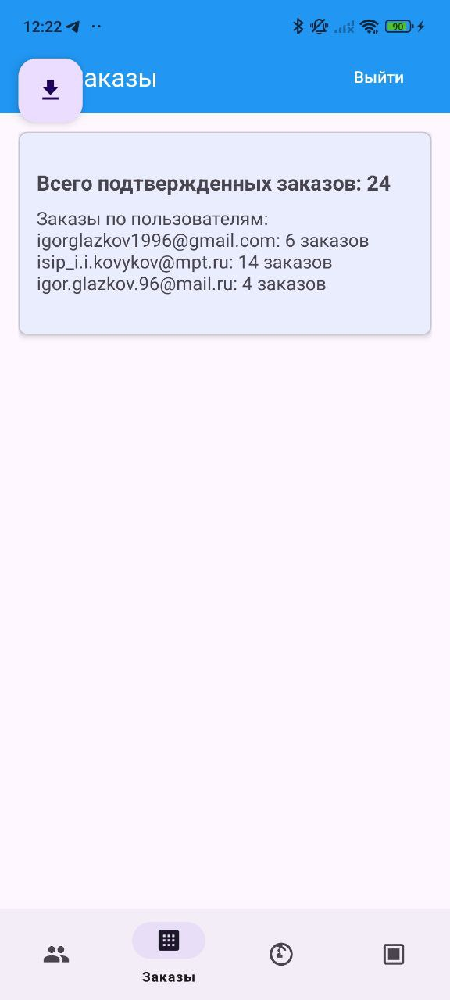 12:22
90
аказы
Выйти
Всего подтвержденных заказов: 24
Заказы по пользователям:
igorglazkov1996@gmail.com: 6 заказов
isip_i.i.kovykov@mpt.ru: 14 заказов
igor.glazkov.96@mail.ru: 4 заказов
Заказы